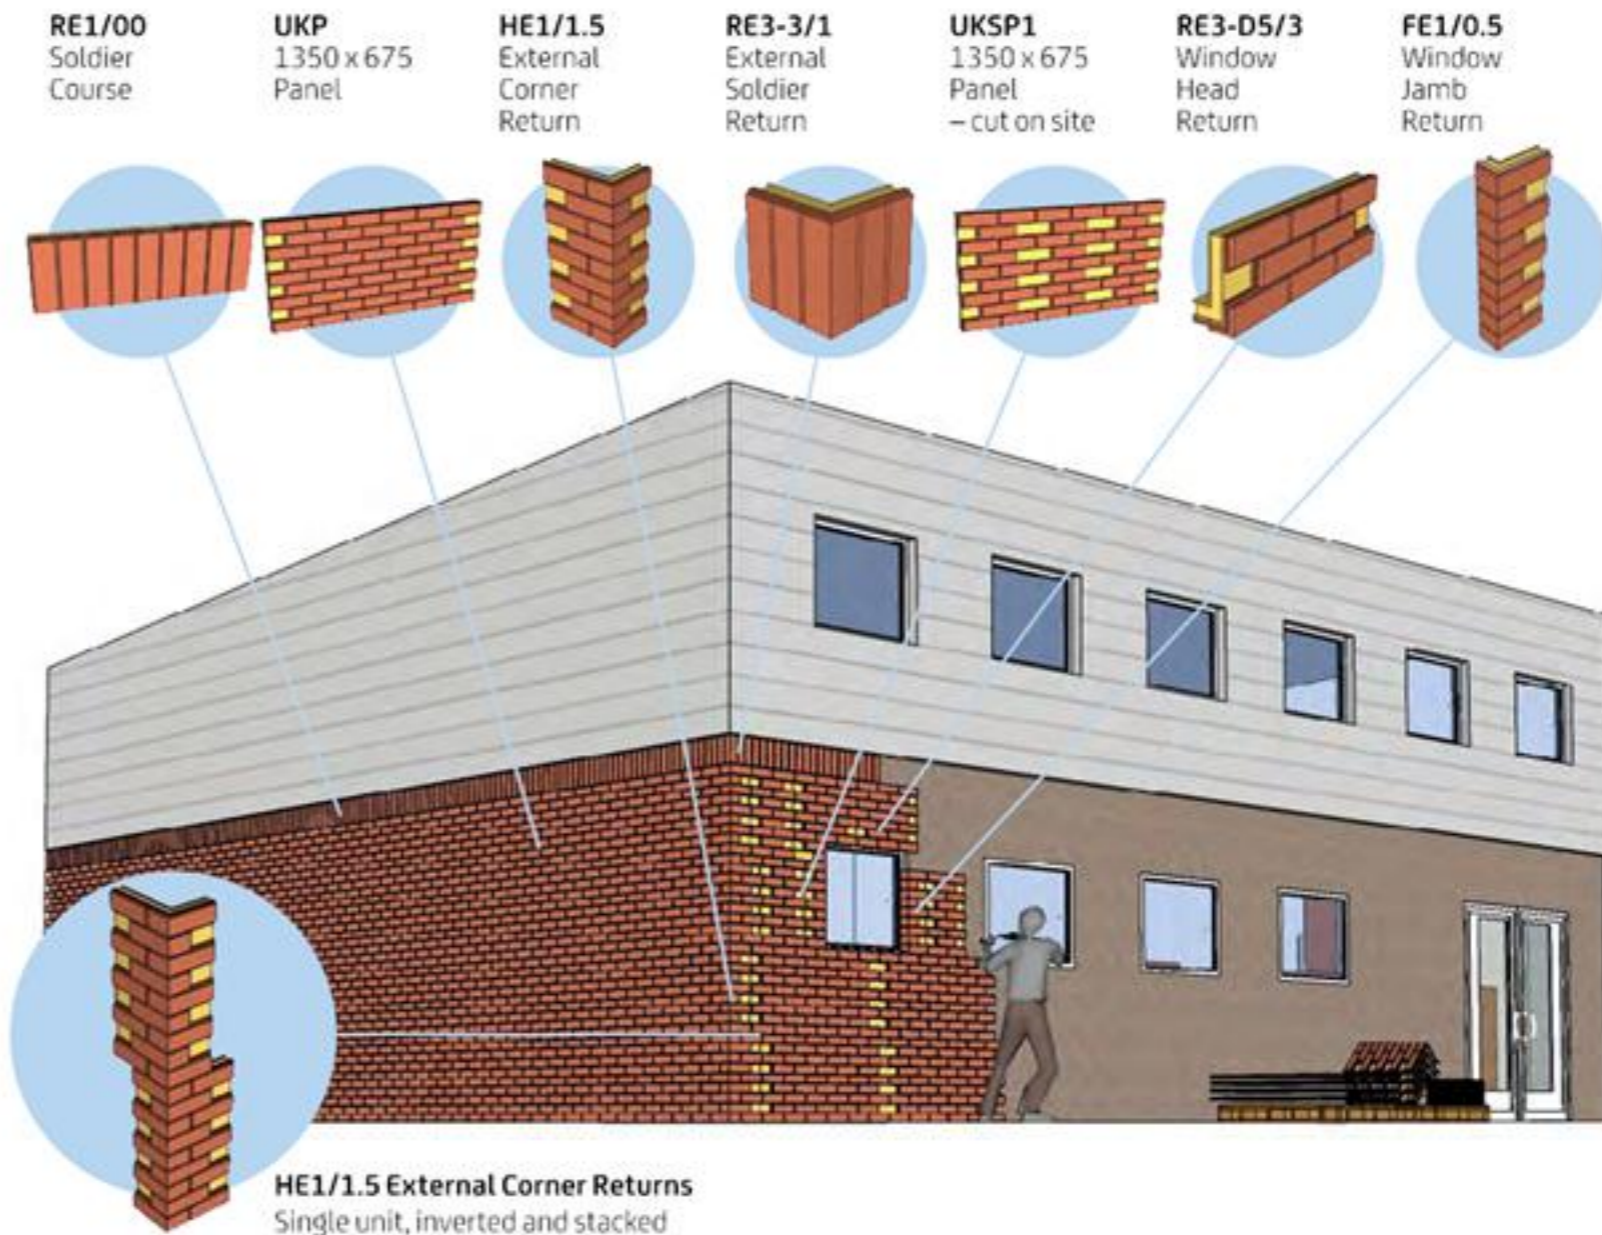 RE1/00
Soldier
Course
UKP
1350 x 675
Panel
HE1/1.5
External
Corner
Return
RE3-3/1
External
Soldier
Return
UKSP1
1350 x 675
Panel
– cut on site
RE3-D5/3
Window
Head
Return
FE1/0.5
Window
Jamb
Return
HE1/1.5 External Corner Returns
Single unit, inverted and stacked